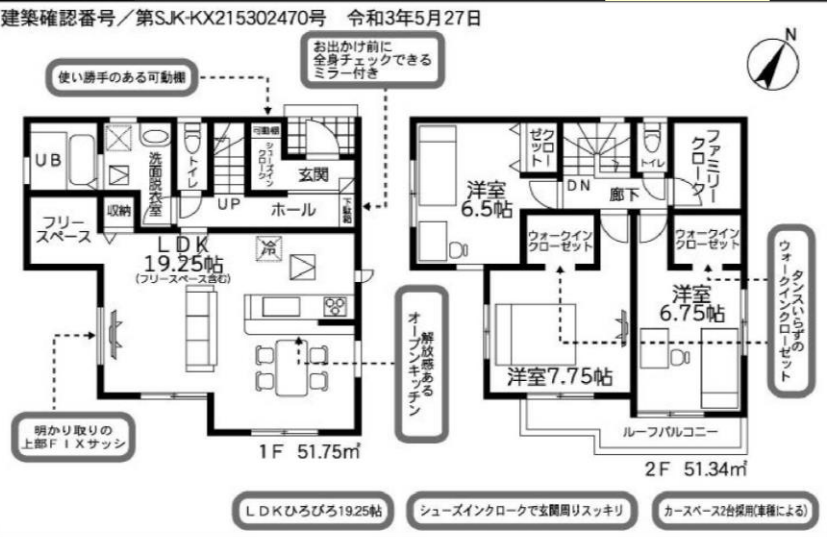 建築確認番号／第SJK-KX215302470号 令和3年5月27日
N
お出かけ前に
全身チェックできる
ミラー付き
使い勝手のある可動棚
UB
洗面脱衣室
トイレ
可動棚
シューズイン
クローク
玄関
UP
ホール
下駄箱
収納
フリー
スペース
LDK
19.25帖
(フリースペース含む)
冷
解放感ある
オープンキッチン
明かり取りの
上部FIXサッシ
1F 51.75㎡
洋室
6.5帖
クロー
ゼット
DN
トイレ
廊下
ファミリー
クローク
ウォークイン
クローゼット
ウォークイン
クローゼット
洋室7.75帖
洋室
6.75帖
タンスいらずの
ウォークインクローゼット
ルーフバルコニー
2F 51.34㎡
LDKひろびろ19.25帖
シューズインクロークで玄関周りスッキリ
カースペース2台採用(車種による)